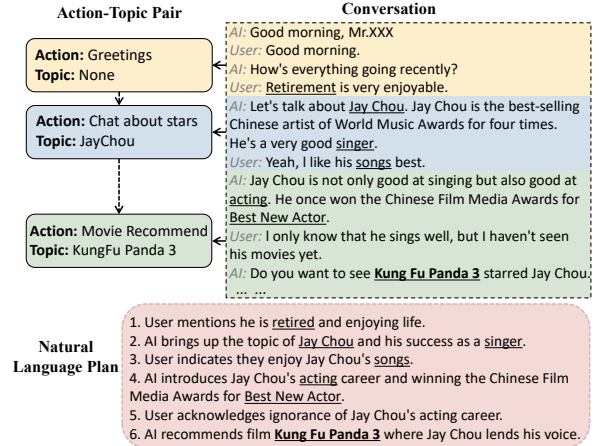 Action-Topic Pair
Conversation
Action: Greetings
Topic: None
Action: Chat about stars
Topic: JayChou
Action: Movie Recommend
Topic: KungFu Panda 3
AI: Good morning, Mr.XXX
User: Good morning.
AI: How's everything going recently?
User: Retirement is very enjoyable.
AI: Let's talk about Jay Chou. Jay Chou is the best-selling
Chinese artist of World Music Awards for four times.
He's a very good singer.
User: Yeah, I like his songs best.
AI: Jay Chou is not only good at singing but also good at
acting. He once won the Chinese Film Media Awards for
Best New Actor.
User: I only know that he sings well, but I haven't seen
his movies yet.
AI: Do you want to see Kung Fu Panda 3 starred Jay Chou.
... ...
Natural
Language Plan
1. User mentions he is retired and enjoying life.
2. AI brings up the topic of Jay Chou and his success as a singer.
3. User indicates they enjoy Jay Chou's songs.
4. AI introduces Jay Chou's acting career and winning the Chinese Film
Media Awards for Best New Actor.
5. User acknowledges ignorance of Jay Chou's acting career.
6. AI recommends film Kung Fu Panda 3 where Jay Chou lends his voice.